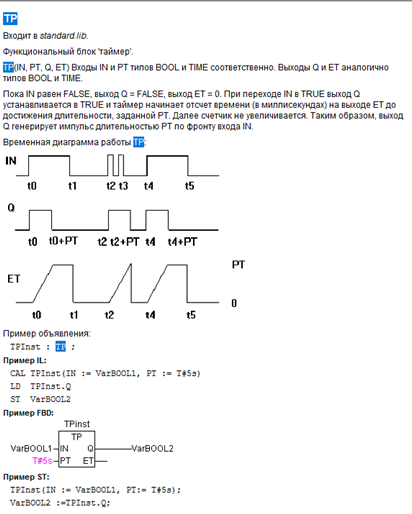 TP
Входит в standard.lib.
Функциональный блок 'таймер'.
TP(IN, PT, Q, ET) Входы IN и PT типов BOOL и TIME соответственно. Выходы Q и ET аналогично
типов BOOL и TIME.
Пока IN равен FALSE, выход Q = FALSE, выход ET = 0. При переходе IN в TRUE выход Q
устанавливается в TRUE и таймер начинает отсчет времени (в миллисекундах) на выходе ET до
достижения длительности, заданной PT. Далее счетчик не увеличивается. Таким образом, выход
Q генерирует импульс длительностью PT по фронту входа IN.
Временная диаграмма работы TP:
IN
t0 t1 t2 t3 t4 t5
Q
t0 t0+PT t2 t2+PT t4 t4+PT
ET PT
0
t0 t1 t2 t4 t5
Пример объявления:
TPInst : TP ;
Пример IL:
CAL TPInst(IN := VarBOOL1, PT := T#5s)
LD TPInst.Q
ST VarBOOL2
Пример FBD:
TPinst
TP
VarBOOL1 IN Q VarBOOL2
T#5s PT ET
Пример ST:
TPInst(IN := VarBOOL1, PT:= T#5s);
VarBOOL2 :=TPInst.Q;